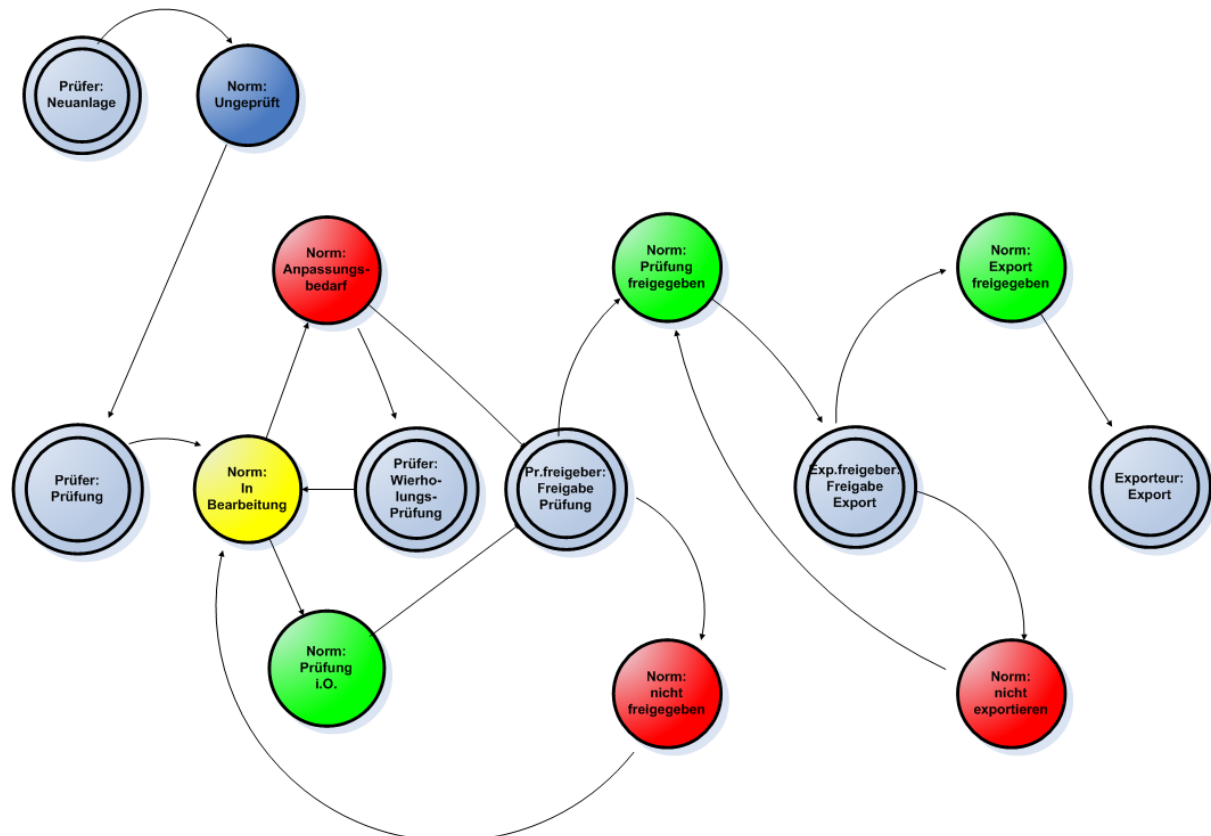 Prüfer:
Neuanlage
Norm:
Ungeprüft
Norm:
Anpassungs-
bedarf
Norm:
Prüfung
freigegeben
Norm:
Export
freigegeben
Prüfer:
Prüfung
Norm:
In
Bearbeitung
Prüfer:
Wierho-
lungs-
Prüfung
Pr.freigeber:
Freigabe
Prüfung
Exp.freigeber:
Freigabe
Export
Exporteur:
Export
Norm:
Prüfung
i.O.
Norm:
nicht
freigegeben
Norm:
nicht
exportieren